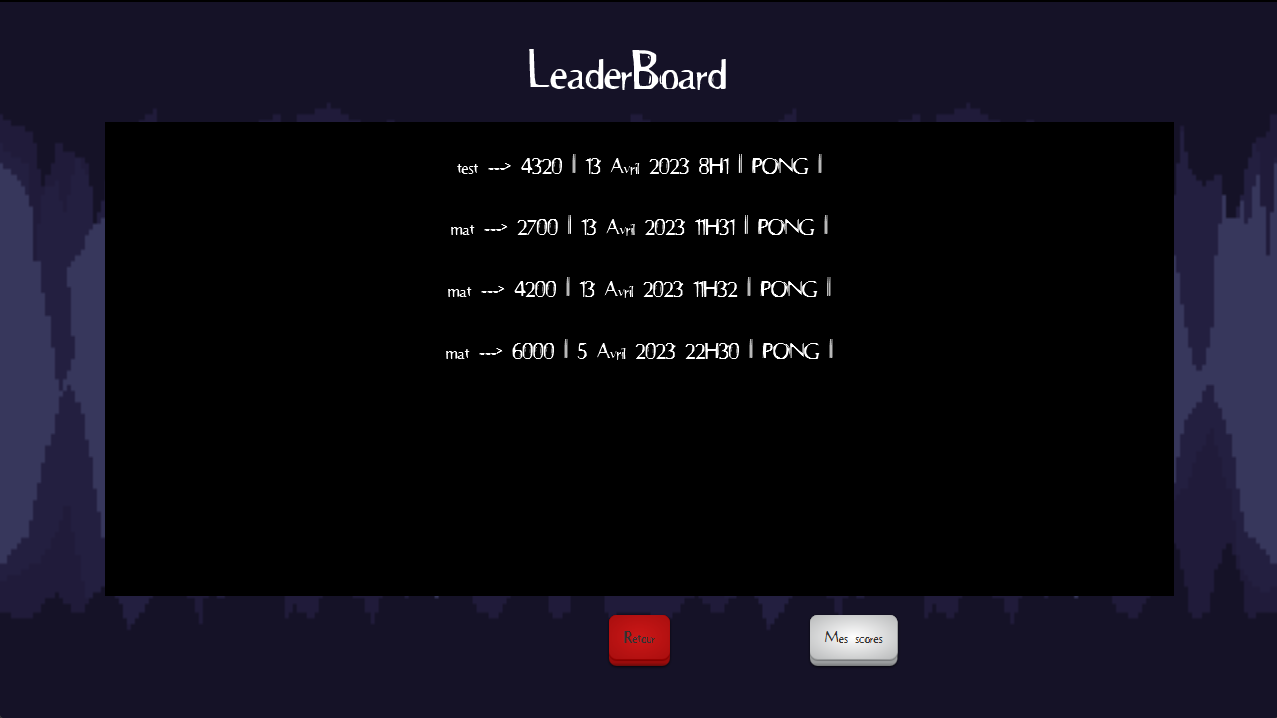 LeaderBoard
test ---> 4320 | 13 Avril 2023 8H1 | PONG |
mat ---> 2700 | 13 Avril 2023 11H31 | PONG |
mat ---> 4200 | 13 Avril 2023 11H32 | PONG |
mat ---> 6000 | 5 Avril 2023 22H30 | PONG |
Retour
Mes scores